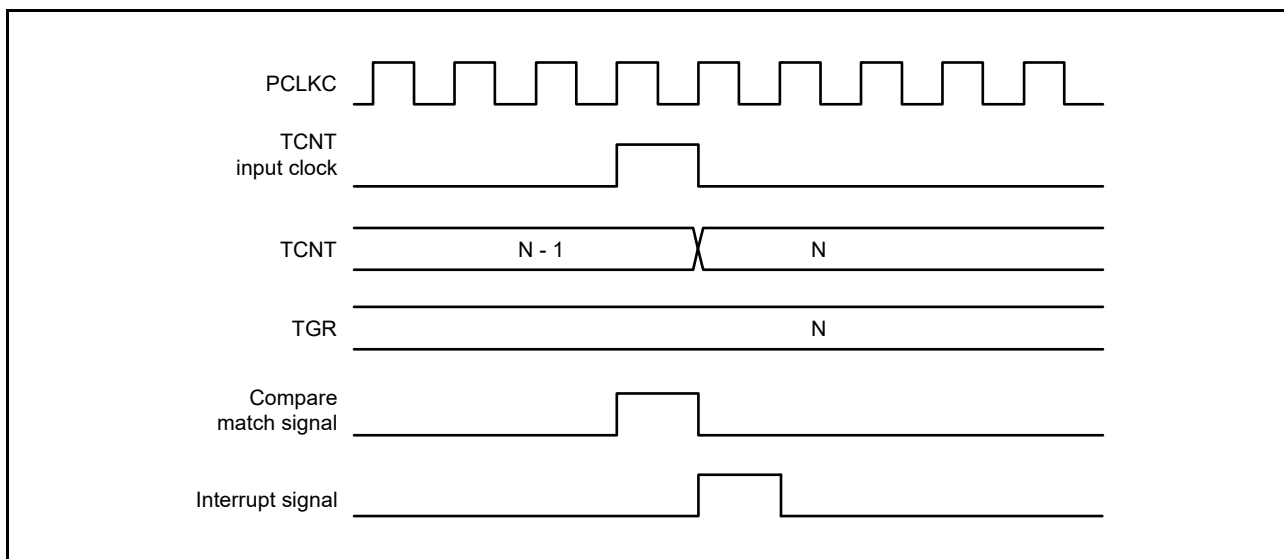 PCLKC
TCNT
input clock
TCNT
N - 1
N
TGR
N
Compare
match signal
Interrupt signal